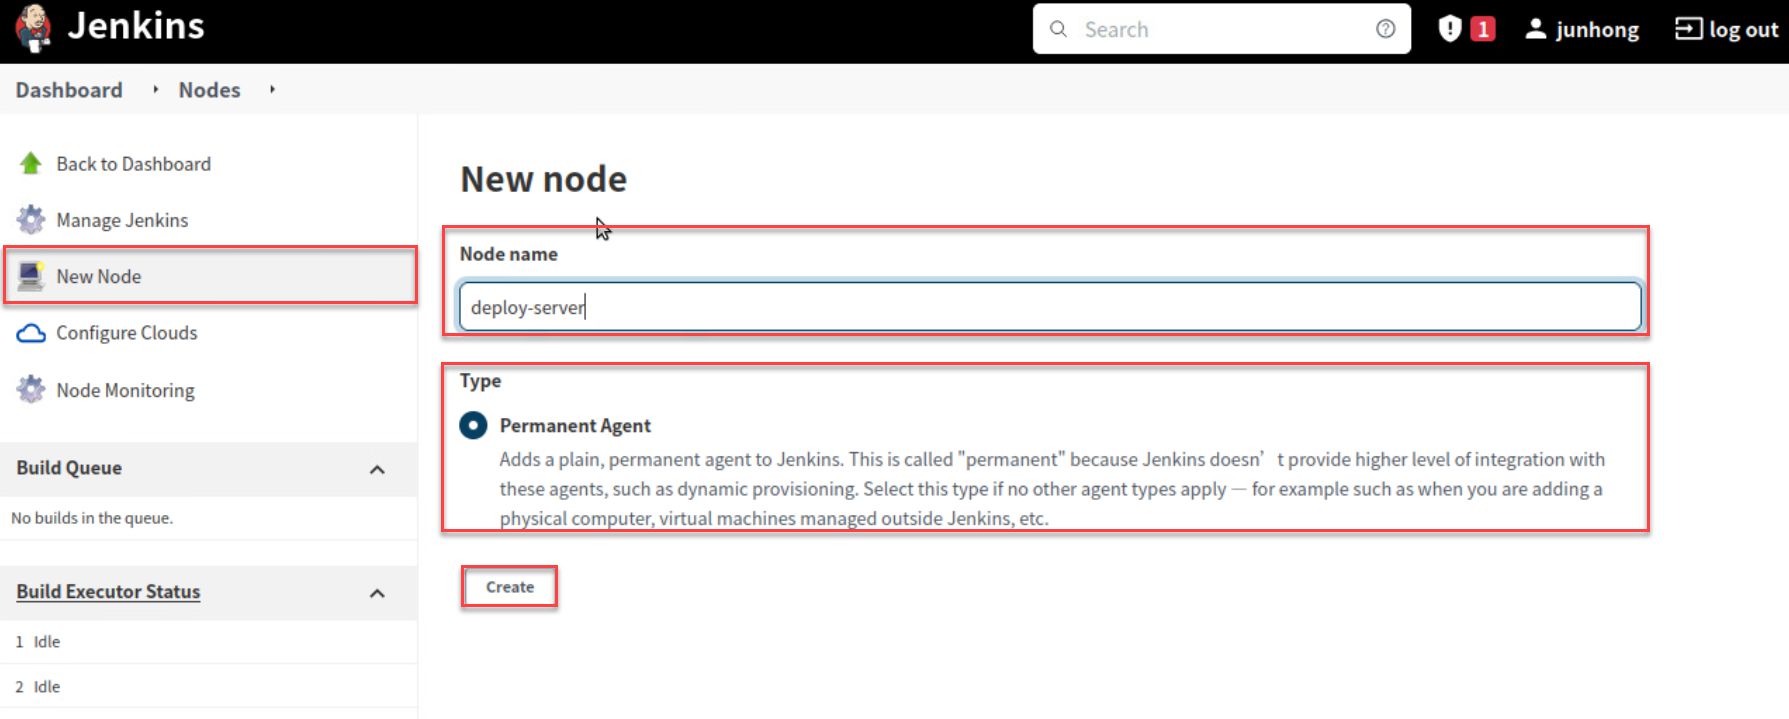 Jenkins
Search
1
junhong
log out
Dashboard
Nodes
Back to Dashboard
Manage Jenkins
New Node
Configure Clouds
Node Monitoring
Build Queue
No builds in the queue.
Build Executor Status
1 Idle
2 Idle
New node
Node name
deploy-server
Type
Permanent Agent
Adds a plain, permanent agent to Jenkins. This is called "permanent" because Jenkins doesn’t provide higher level of integration with
these agents, such as dynamic provisioning. Select this type if no other agent types apply — for example such as when you are adding a
physical computer, virtual machines managed outside Jenkins, etc.
Create